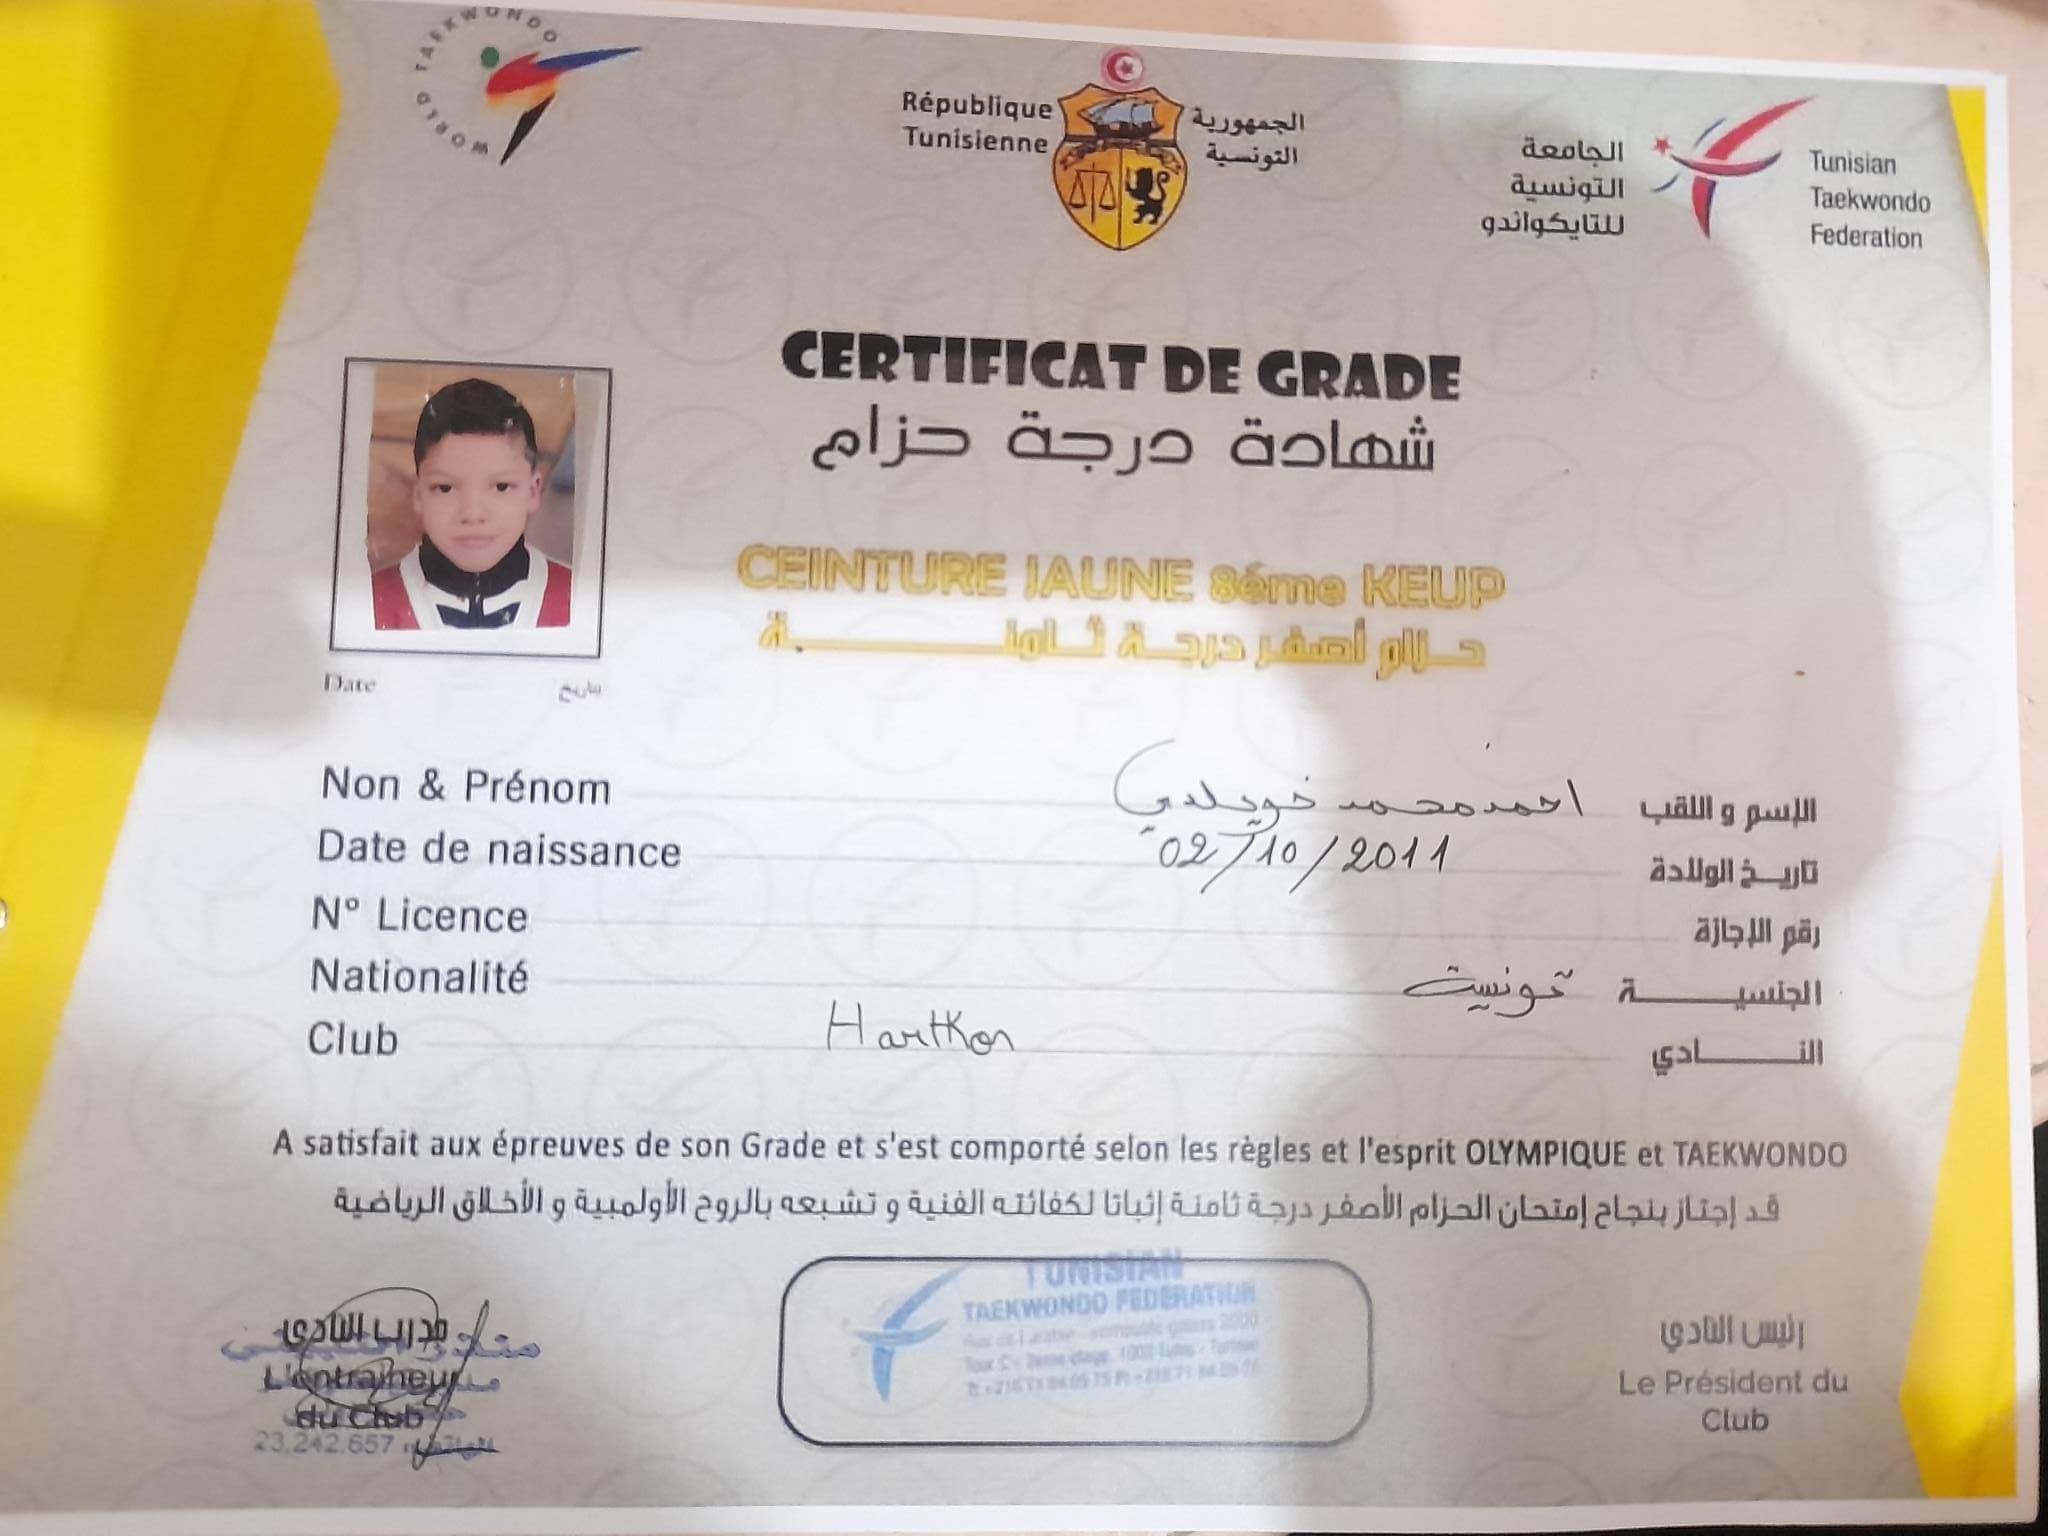 WORLD TAEKWONDO
République
Tunisienne
الجمهورية
التونسية
الجامعة
التونسية
للتايكواندو
Tunisian
Taekwondo
Federation
CERTIFICAT DE GRADE
شهادة درجة حزام
CEINTURE JAUNE 8éme KEUP
حزام أصفر درجة ثامنة
Date تاريخ
Non & Prénom احمد محمد خويلدي الإسم و اللقب
Date de naissance 02/10/2011 تاريخ الولادة
N° Licence رقم الإجازة
Nationalité تونسية الجنسية
Club HartKon النادي
A satisfait aux épreuves de son Grade et s'est comporté selon les règles et l'esprit OLYMPIQUE et TAEKWONDO
قد إجتاز بنجاح إمتحان الحزام الأصفر درجة ثامنة إثباتا لكفائته الفنية و تشبعه بالروح الأولمبية و الأخلاق الرياضية
مدرب النادي
L'entraineur
du Club
23.242.657
TUNISIAN
TAEKWONDO FEDERATION
رئيس النادي
Le Président du
Club